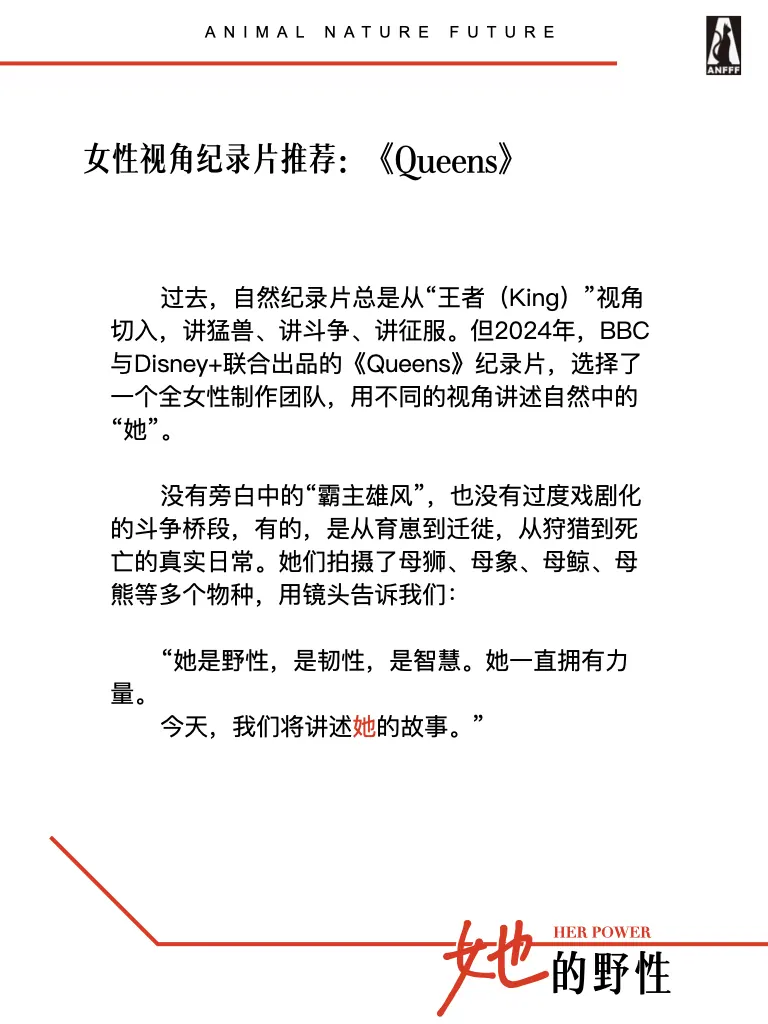 ANIMAL NATURE FUTURE
ANFFF
女性视角纪录片推荐：《Queens》
过去，自然纪录片总是从“王者（King）”视角
切入，讲猛兽、讲斗争、讲征服。但2024年，BBC
与Disney+联合出品的《Queens》纪录片，选择了
一个全女性制作团队，用不同的视角讲述自然中的
“她”。
没有旁白中的“霸主雄风”，也没有过度戏剧化
的斗争桥段，有的，是从育崽到迁徙，从狩猎到死
亡的真实日常。她们拍摄了母狮、母象、母鲸、母
熊等多个物种，用镜头告诉我们：
“她是野性，是韧性，是智慧。她一直拥有力
量。
今天，我们将讲述她的故事。”
HER POWER
她的野性